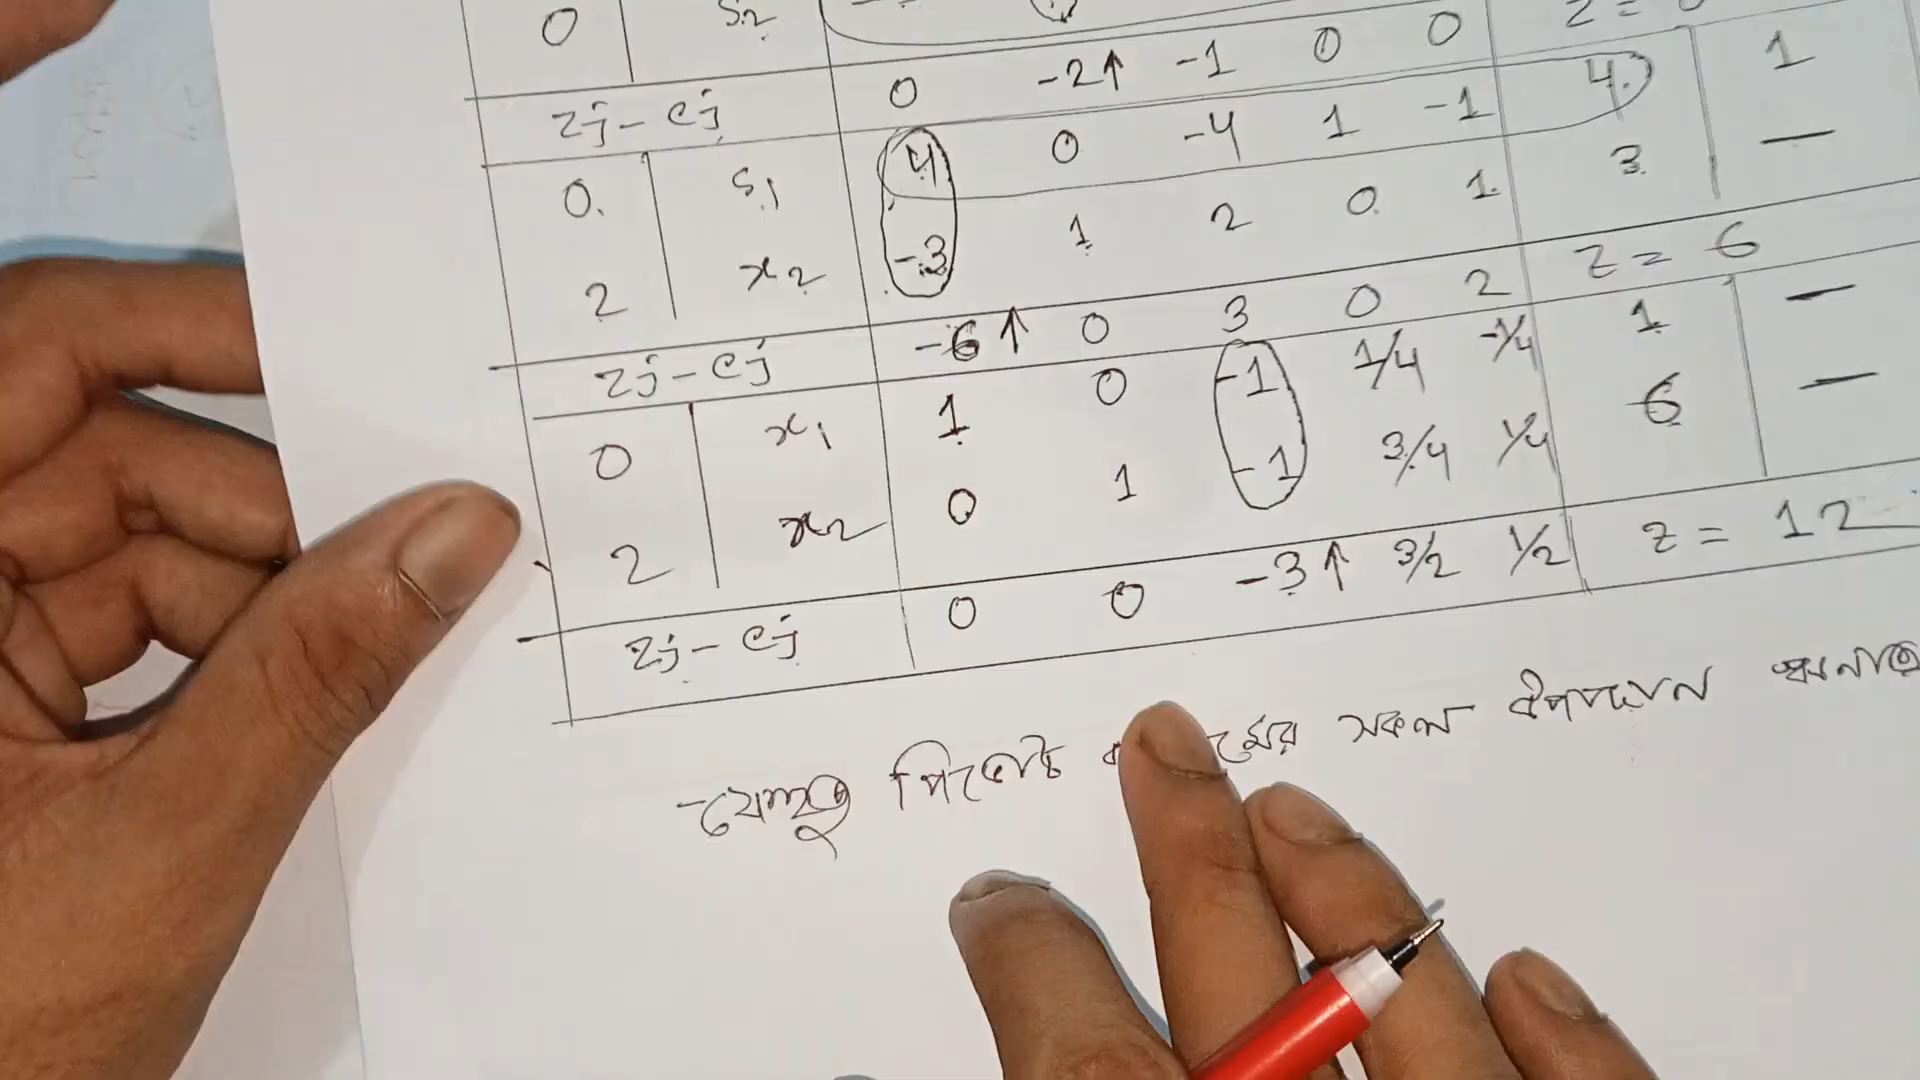 0 S2 Z = 0
Zj - Cj 0 -2↑ -1 0 0
0. S1 4 0 -4 1 -1 4. 1
2 x2 -3 1 2 0 1 3 —
Zj - Cj -6↑ 0 3 0 2 Z = 6
0 x1 1 0 -1 1/4 -1/4 1 —
2 x2 0 1 -1 3/4 1/4 6 —
Zj - Cj 0 0 -3↑ 3/2 1/2 Z = 12
-যেহেতু পিভোট সকল উপাদান